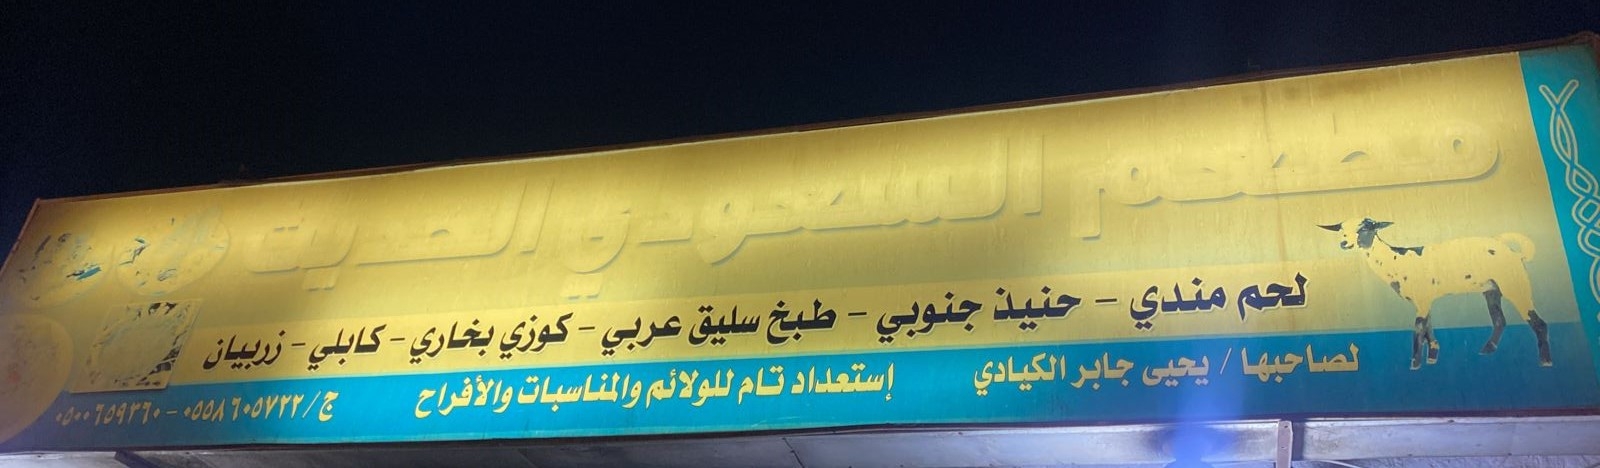 مطعم السعودي الحديث
لحم مندي - حنيذ جنوبي - طبخ سليق عربي - كوزي بخاري - كابلي - زربيان
لصاحبها / يحيى جابر الكيادي
إستعداد تام للولائم والمناسبات والأفراح
ج/ ٠٥٥٨٦٠٥٧٢٢ - ٠٥٠٠٦٥٩٣٦٠